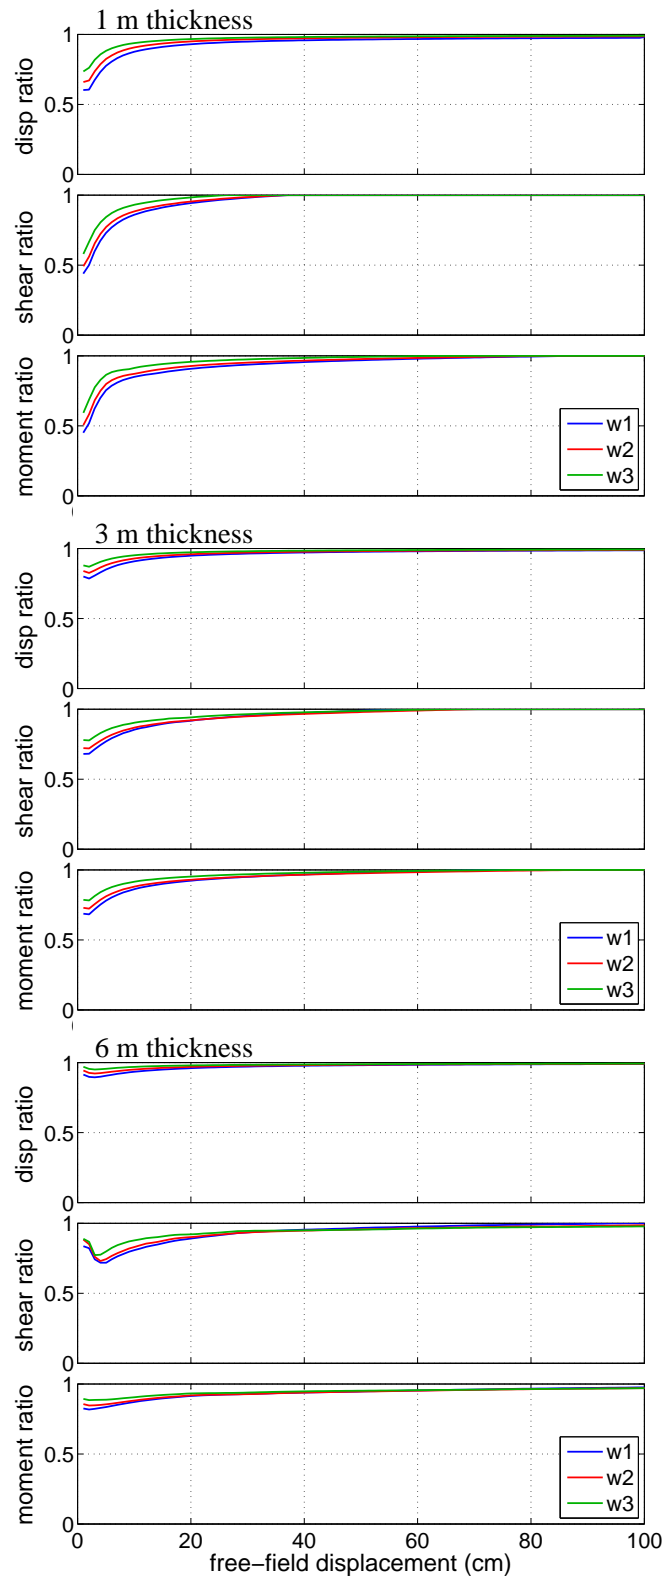 1 m thickness
1
0.5
0
disp ratio
1
0.5
0
shear ratio
1
0.5
0
moment ratio
w1
w2
w3
3 m thickness
1
0.5
0
disp ratio
1
0.5
0
shear ratio
1
0.5
0
moment ratio
w1
w2
w3
6 m thickness
1
0.5
0
disp ratio
1
0.5
0
shear ratio
1
0.5
0
moment ratio
w1
w2
w3
0 20 40 60 80 100
free−field displacement (cm)